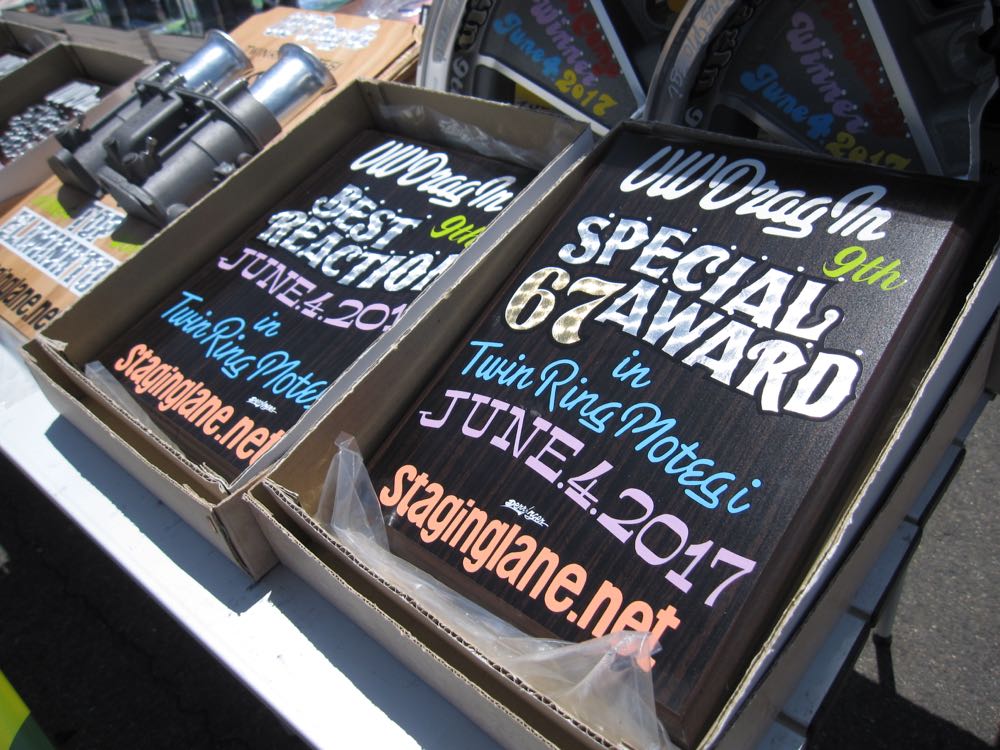 VW Drag In
9th
SPECIAL
67 AWARD
in
Twin Ring Motegi
JUNE.4.2017
staginglane.net
VW Drag In
9th
BEST
REACTION
JUNE.4.201
in
Twin Ring Moteg
staginglane.net
Winner
June 4. 2017
Winner
June 4. 2017